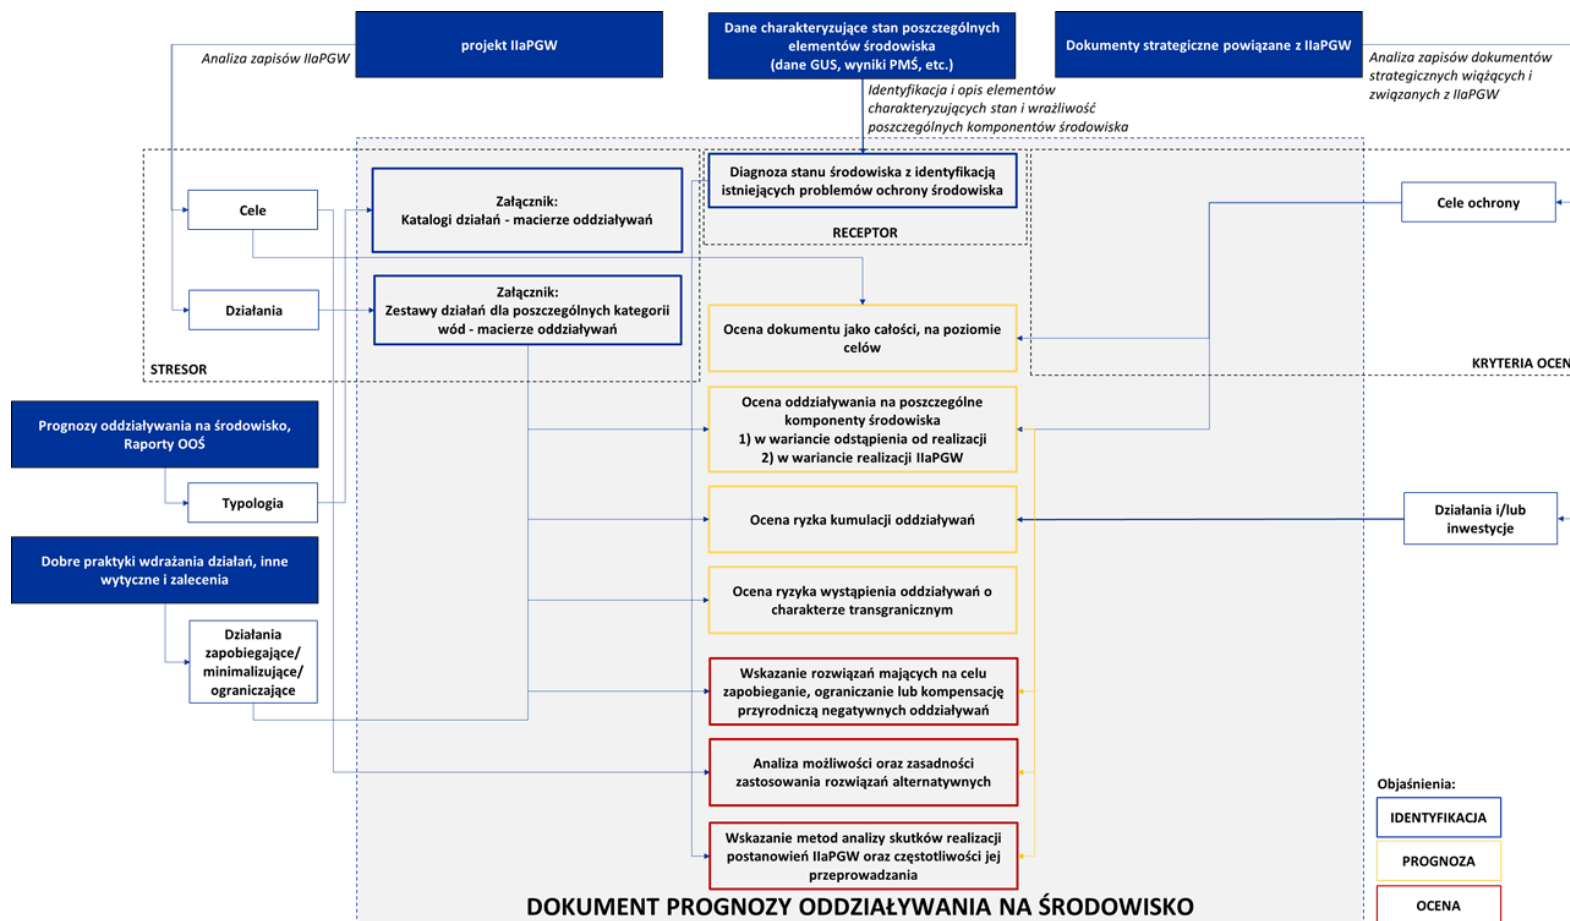 projekt IIaPGW
Dane charakteryzujące stan poszczególnych
elementów środowiska
(dane GUS, wyniki PMŚ, etc.)
Dokumenty strategiczne powiązane z IIaPGW
Analiza zapisów IIaPGW
Identyfikacja i opis elementów
charakteryzujących stan i wrażliwość
poszczególnych komponentów środowiska
Analiza zapisów dokumentów
strategicznych wiążących i
związanych z IIaPGW
Cele
Załącznik:
Katalogi działań - macierze oddziaływań
Diagnoza stanu środowiska z identyfikacją
istniejących problemów ochrony środowiska
RECEPTOR
Cele ochrony
Działania
Załącznik:
Zestawy działań dla poszczególnych kategorii
wód - macierze oddziaływań
Ocena dokumentu jako całości, na poziomie
celów
STRESOR
KRYTERIA OCEN
Prognozy oddziaływania na środowisko,
Raporty OOŚ
Ocena oddziaływania na poszczególne
komponenty środowiska
1) w wariancie odstąpienia od realizacji
2) w wariancie realizacji IIaPGW
Typologia
Ocena ryzka kumulacji oddziaływań
Działania i/lub
inwestycje
Dobre praktyki wdrażania działań, inne
wytyczne i zalecenia
Ocena ryzyka wystąpienia oddziaływań o
charakterze transgranicznym
Działania
zapobiegające/
minimalizujące/
ograniczające
Wskazanie rozwiązań mających na celu
zapobieganie, ograniczanie lub kompensację
przyrodniczą negatywnych oddziaływań
Analiza możliwości oraz zasadności
zastosowania rozwiązań alternatywnych
Wskazanie metod analizy skutków realizacji
postanowień IIaPGW oraz częstotliwości jej
przeprowadzania
Objaśnienia:
IDENTYFIKACJA
PROGNOZA
OCENA
DOKUMENT PROGNOZY ODDZIAŁYWANIA NA ŚRODOWISKO